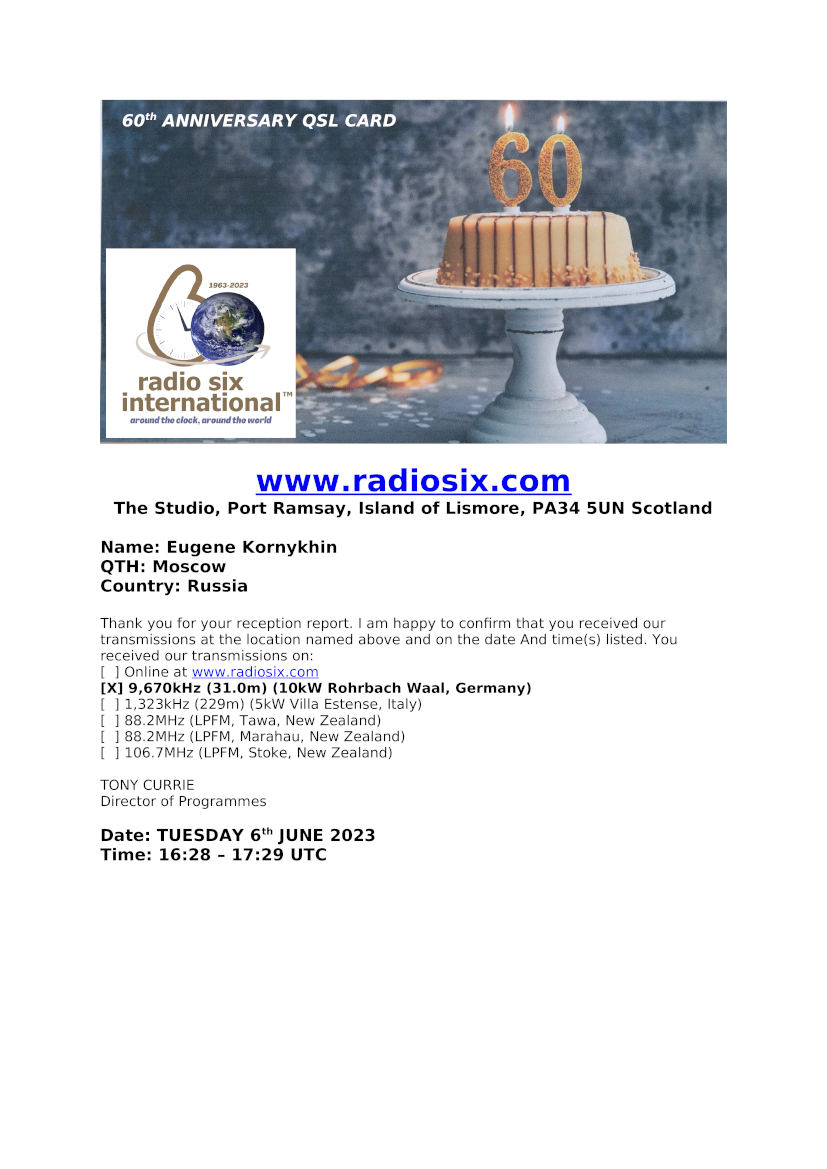 60th ANNIVERSARY QSL CARD
60
1963-2023
radio six
international™
around the clock, around the world
www.radiosix.com
The Studio, Port Ramsay, Island of Lismore, PA34 5UN Scotland
Name: Eugene Kornykhin
QTH: Moscow
Country: Russia
Thank you for your reception report. I am happy to confirm that you received our
transmissions at the location named above and on the date And time(s) listed. You
received our transmissions on:
[ ] Online at www.radiosix.com
[X] 9,670kHz (31.0m) (10kW Rohrbach Waal, Germany)
[ ] 1,323kHz (229m) (5kW Villa Estense, Italy)
[ ] 88.2MHz (LPFM, Tawa, New Zealand)
[ ] 88.2MHz (LPFM, Marahau, New Zealand)
[ ] 106.7MHz (LPFM, Stoke, New Zealand)
TONY CURRIE
Director of Programmes
Date: TUESDAY 6th JUNE 2023
Time: 16:28 – 17:29 UTC